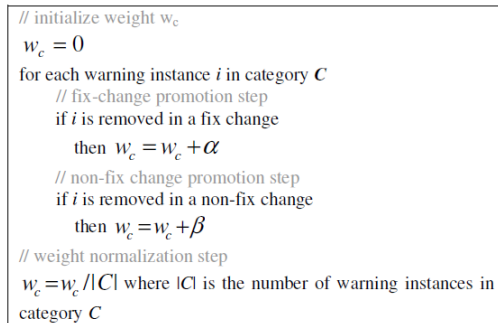 // initialize weight w_c
w_c = 0
for each warning instance i in category C
// fix-change promotion step
if i is removed in a fix change
then w_c = w_c + α
// non-fix change promotion step
if i is removed in a non-fix change
then w_c = w_c + β
// weight normalization step
w_c = w_c /|C| where |C| is the number of warning instances in
category C